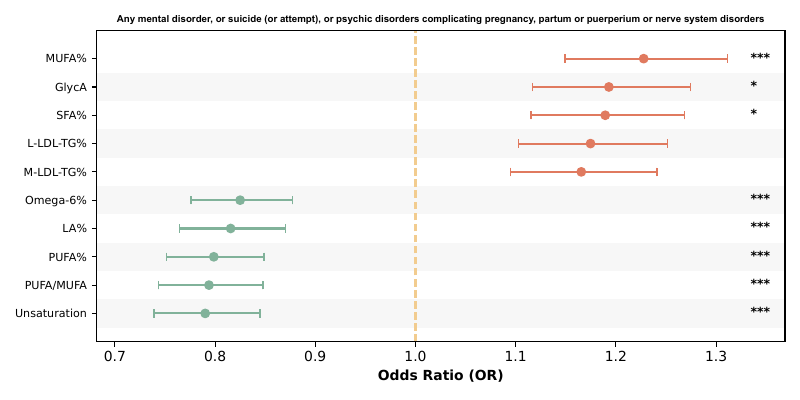 Any mental disorder, or suicide (or attempt), or psychic disorders complicating pregnancy, partum or puerperium or nerve system disorders
MUFA% ***
GlycA *
SFA% *
L-LDL-TG%
M-LDL-TG%
Omega-6% ***
LA% ***
PUFA% ***
PUFA/MUFA ***
Unsaturation ***
0.7 0.8 0.9 1.0 1.1 1.2 1.3
Odds Ratio (OR)